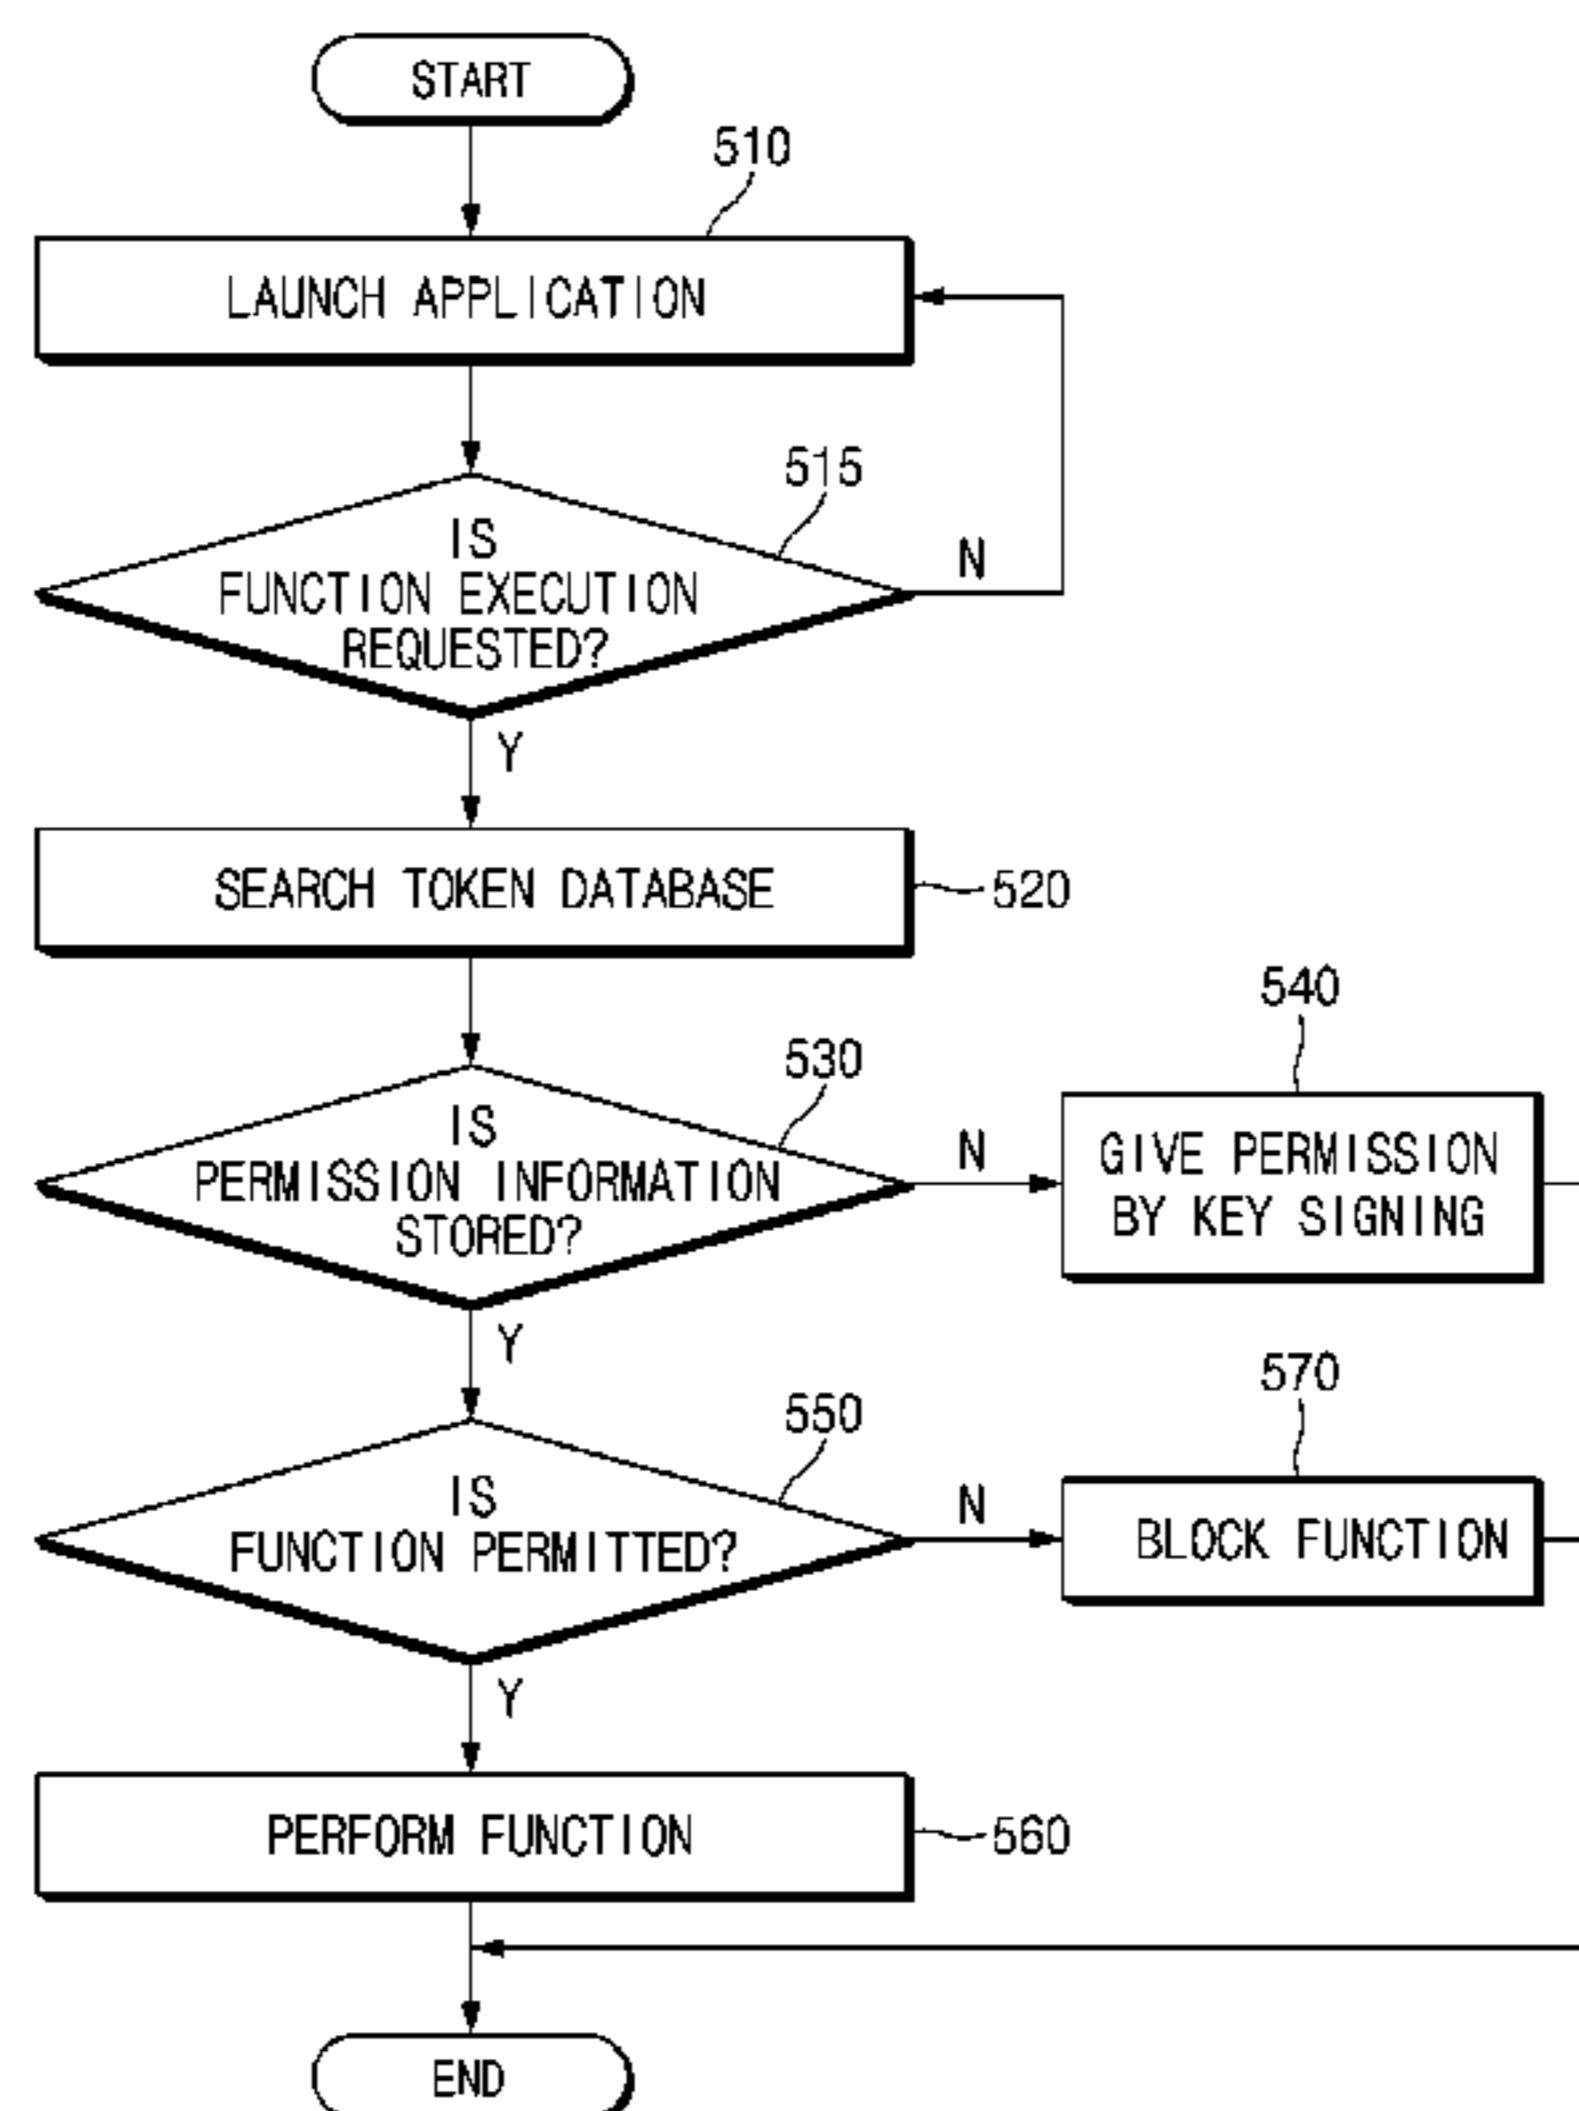 START
510
LAUNCH APPLICATION
515
IS
FUNCTION EXECUTION
REQUESTED?
N
Y
SEARCH TOKEN DATABASE
520
530
IS
PERMISSION INFORMATION
STORED?
N
540
GIVE PERMISSION
BY KEY SIGNING
Y
550
IS
FUNCTION PERMITTED?
N
570
BLOCK FUNCTION
Y
PERFORM FUNCTION
560
END